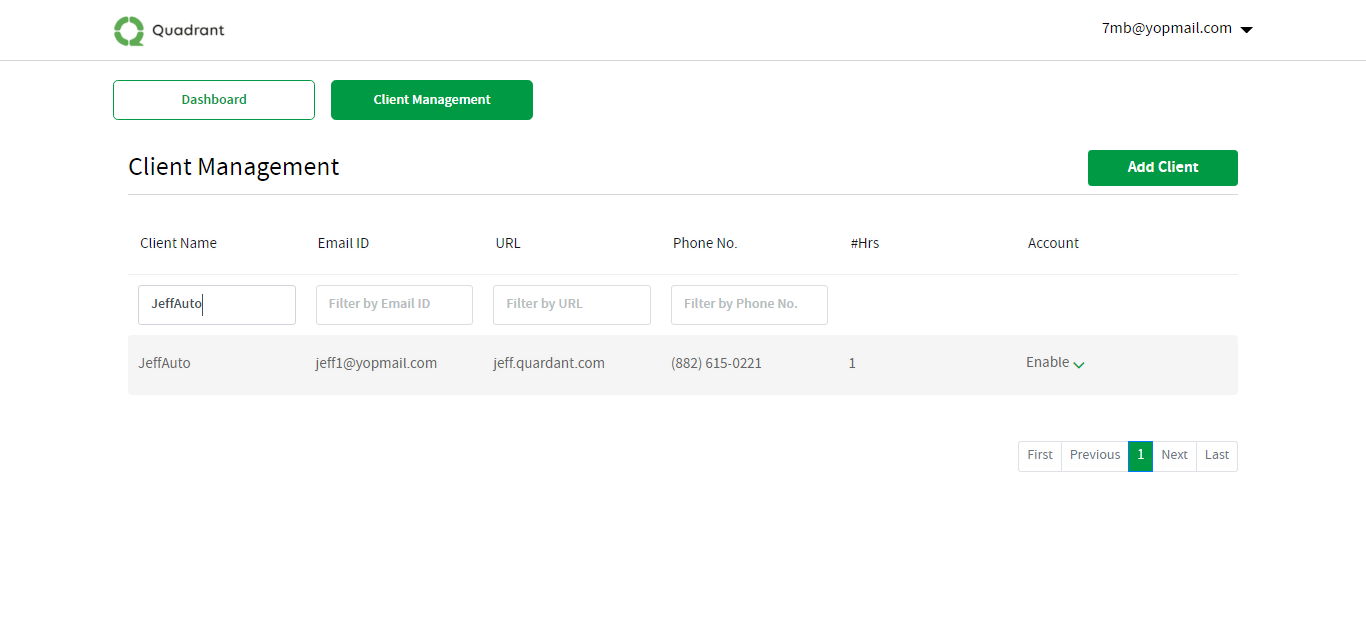 Quadrant
7mb@yopmail.com
Dashboard
Client Management
Client Management
Add Client
Client Name Email ID URL Phone No. #Hrs Account
JeffAuto Filter by Email ID Filter by URL Filter by Phone No.
JeffAuto jeff1@yopmail.com jeff.quardant.com (882) 615-0221 1 Enable
First Previous 1 Next Last